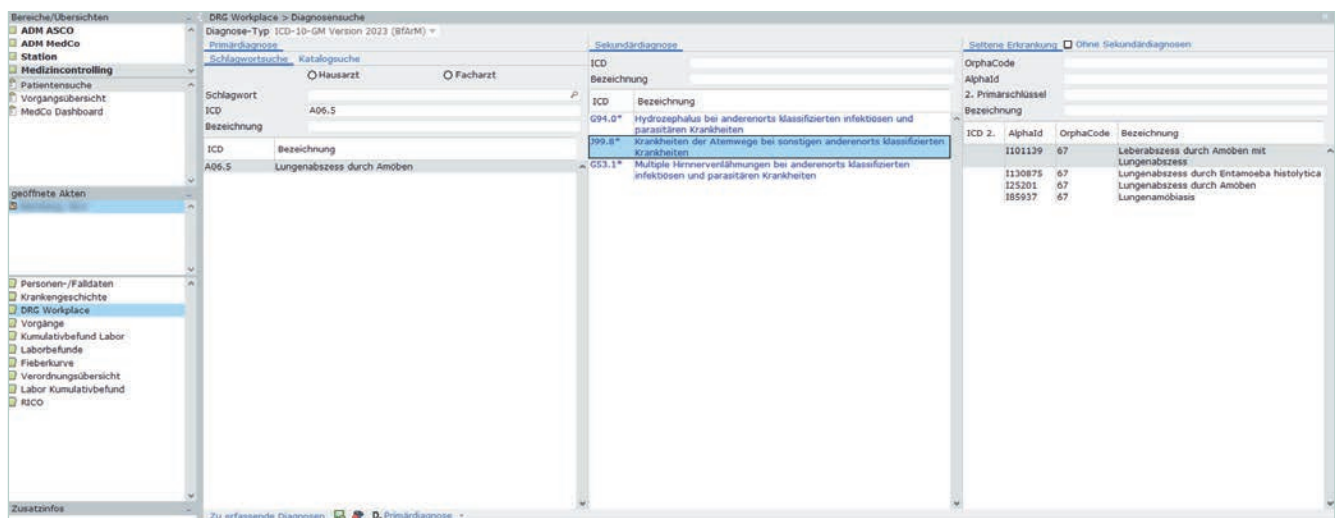 Bereiche/Übersichten
ADM ASCO
ADM MedCo
Station
Medizincontrolling
Patientensuche
Vorgangsübersicht
MedCo Dashboard
geöffnete Akten
Personen-/Falldaten
Krankengeschichte
DRG Workplace
Vorgänge
Kumulativbefund Labor
Laborbefunde
Fieberkurve
Verordnungsübersicht
Labor Kumulativbefund
RICO
Zusatzinfos
DRG Workplace > Diagnosensuche
Diagnose-Typ ICD-10-GM Version 2023 (BfArM)
Primärdiagnose
Schlagwortsuche Katalogsuche
Hausarzt Facharzt
Schlagwort
ICD A06.5
Bezeichnung
ICD Bezeichnung
A06.5 Lungenabszess durch Amöben
Zu erfassende Diagnosen D. Primärdiagnose
Sekundärdiagnose
ICD
Bezeichnung
ICD Bezeichnung
G94.0* Hydrozephalus bei anderenorts klassifizierten infektiösen und
parasitären Krankheiten
J99.8* Krankheiten der Atemwege bei sonstigen anderenorts klassifizierten
Krankheiten
G53.1* Multiple Hirnnervenlähmungen bei anderenorts klassifizierten
infektiösen und parasitären Krankheiten
Seltene Erkrankung Ohne Sekundärdiagnosen
OrphaCode
AlphaId
2. Primärschlüssel
Bezeichnung
ICD 2. AlphaId OrphaCode Bezeichnung
I101139 67 Leberabszess durch Amöben mit
Lungenabszess
I130875 67 Lungenabszess durch Entamoeba histolytica
I25201 67 Lungenabszess durch Amöben
I85937 67 Lungenamöbiasis